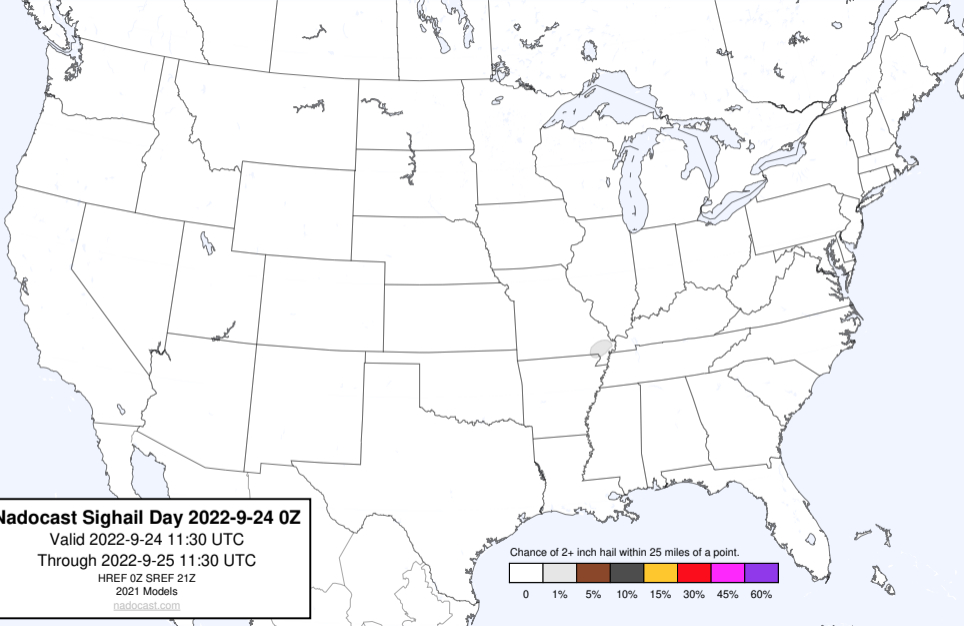 Nadocast Sighail Day 2022-9-24 0Z
Valid 2022-9-24 11:30 UTC
Through 2022-9-25 11:30 UTC
HREF 0Z SREF 21Z
2021 Models
nadocast.com
Chance of 2+ inch hail within 25 miles of a point.
0 1% 5% 10% 15% 30% 45% 60%